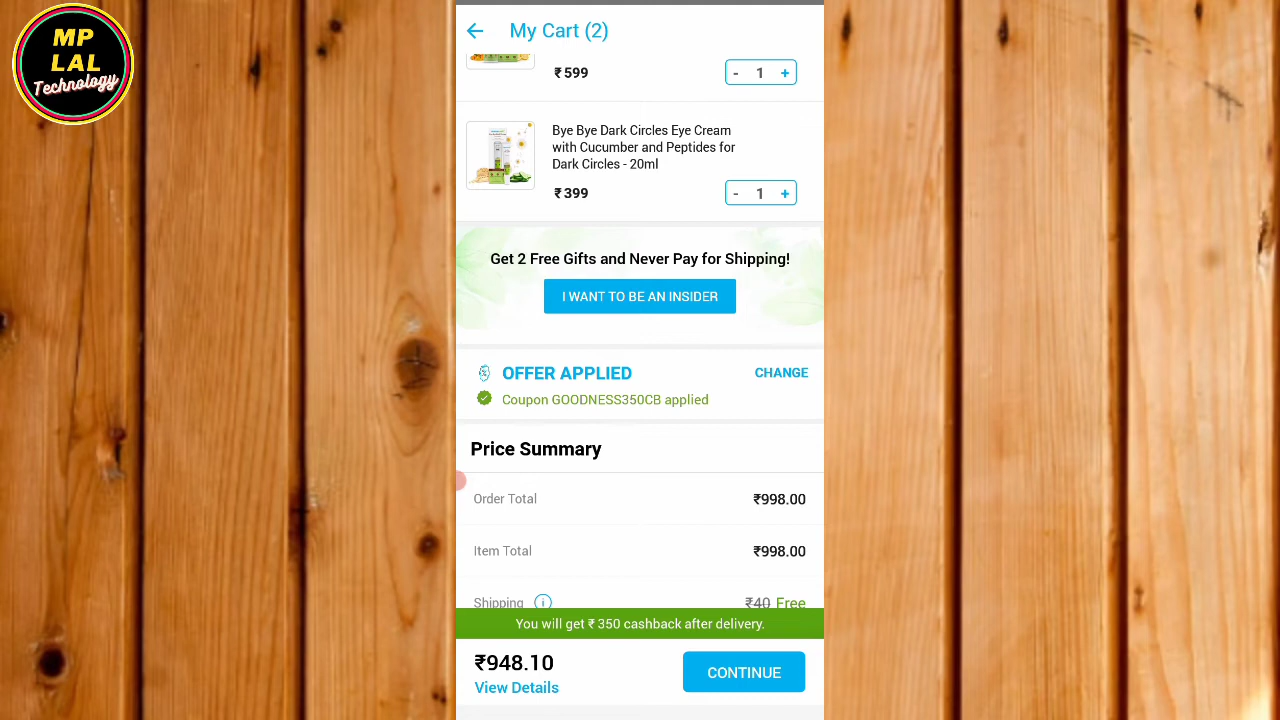 MP
LAL
Technology
My Cart (2)
₹599
- 1 +
Bye Bye Dark Circles Eye Cream
with Cucumber and Peptides for
Dark Circles - 20ml
₹399
- 1 +
Get 2 Free Gifts and Never Pay for Shipping!
I WANT TO BE AN INSIDER
OFFER APPLIED
CHANGE
Coupon GOODNESS350CB applied
Price Summary
Order Total
₹998.00
Item Total
₹998.00
Shipping
₹40 Free
You will get ₹ 350 cashback after delivery.
₹948.10
View Details
CONTINUE